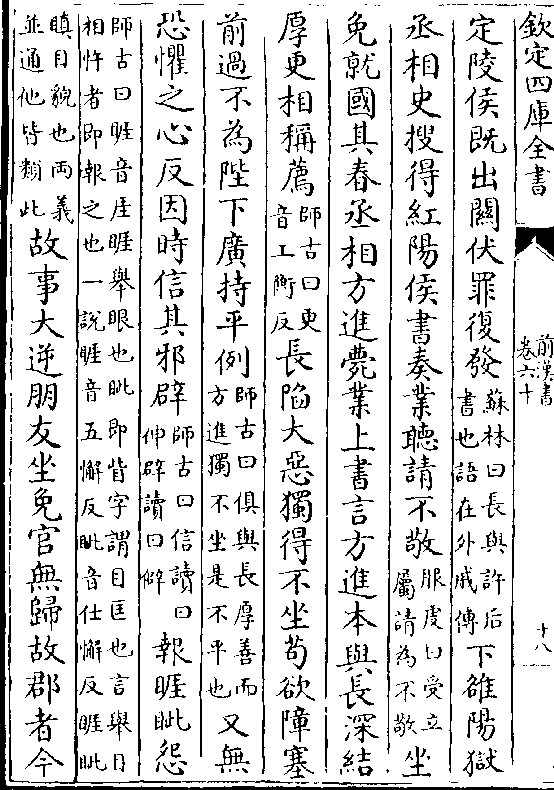 欽定四庫全書
前漢書
卷六十
十八
定陵侯既出關伏罪復發蘇林曰長與許后書也語在外戚傳下雒陽獄
丞相史搜得紅陽侯書奏業聽請不敬服虔曰受立屬請為不敬坐
免就國其春丞相方進薨業上書言方進本與長深結
厚更相稱薦師古曰更音工衡反長陷大惡獨得不坐苟欲障塞
前過不為陛下廣持平例師古曰俱與長厚善而方進獨不坐是不平也又無
恐懼之心反因時信其邪辟師古曰信讀曰伸辟讀曰僻報睚眦怨
師古曰睚音厓睚舉眼也眦即眥字謂目匡也言舉目相忤者即報之也一說睚音五懈反眦音仕懈反睚眦
瞋目貌也兩義並通他皆類此故事大逆朋友坐免官無歸故郡者今